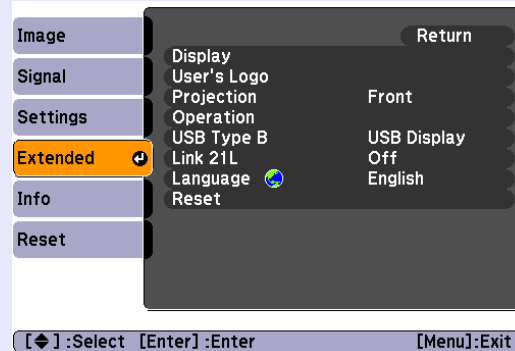 Image
Signal
Settings
Extended
Info
Reset
Return
Display
User's Logo
Projection Front
Operation
USB Type B USB Display
Link 21L Off
Language English
Reset
[◆] :Select [Enter] :Enter [Menu]:Exit